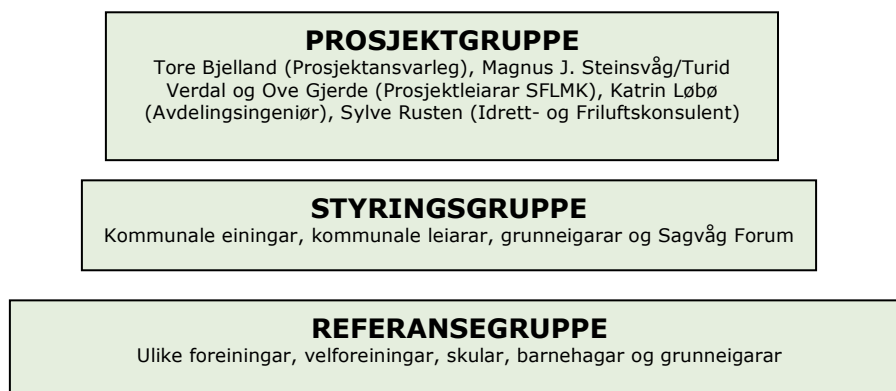 PROSJEKTGRUPPE
Tore Bjelland (Prosjektansvarleg), Magnus J. Steinsvåg/Turid
Verdal og Ove Gjerde (Prosjektleiarar SFLMK), Katrin Løbø
(Avdelingsingeniør), Sylve Rusten (Idrett- og Friluftskonsulent)
STYRINGSGRUPPE
Kommunale einingar, kommunale leiarar, grunneigarar og Sagvåg Forum
REFERANSEGRUPPE
Ulike foreiningar, velforeiningar, skular, barnehagar og grunneigarar